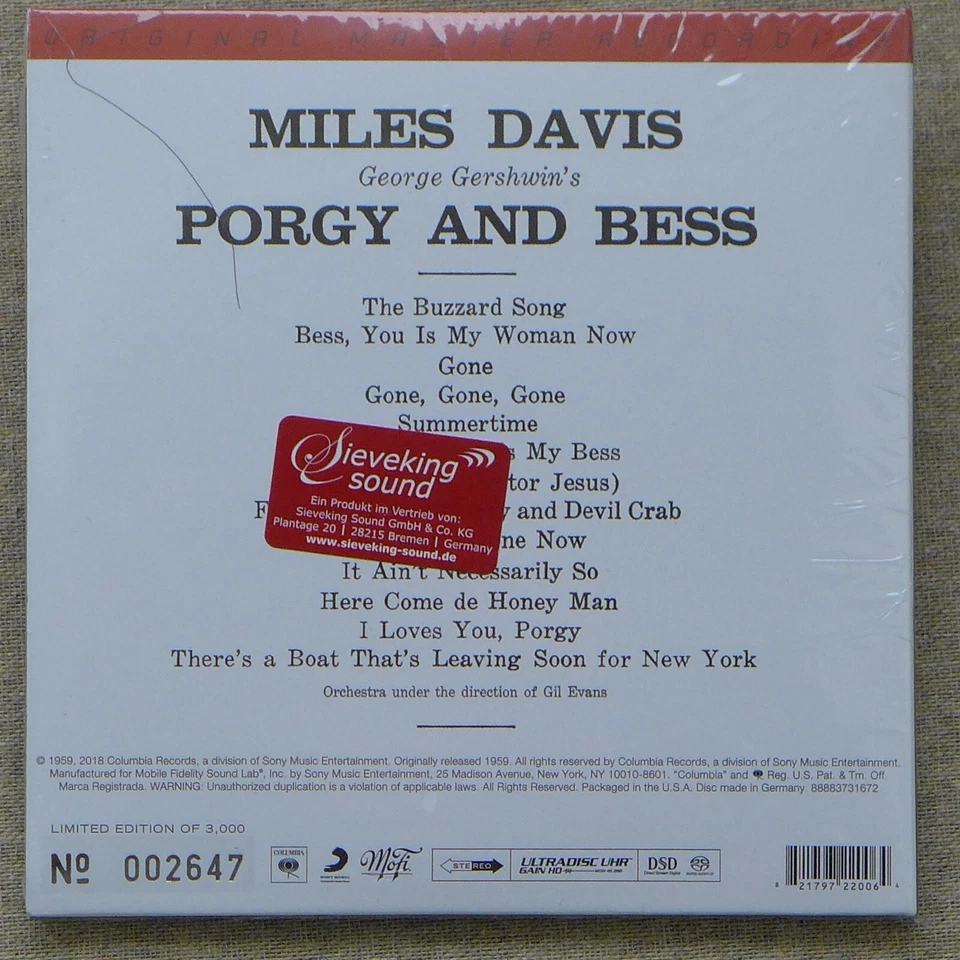 ORIGINAL MASTER RECORDING
MILES DAVIS
George Gershwin's
PORGY AND BESS
The Buzzard Song
Bess, You Is My Woman Now
Gone
Gone, Gone, Gone
Summertime
My Bess
Jesus)
and Devil Crab
Now
It Ain't Necessarily So
Here Come de Honey Man
I Loves You, Porgy
There's a Boat That's Leaving Soon for New York
Orchestra under the direction of Gil Evans
Sieveking
sound
Ein Produkt im Vertrieb von:
Sieveking Sound GmbH & Co. KG
Plantage 20 | 28215 Bremen | Germany
www.sieveking-sound.de
© 1959, 2018 Columbia Records, a division of Sony Music Entertainment. Originally released 1959. All rights reserved by Columbia Records, a division of Sony Music Entertainment.
Manufactured for Mobile Fidelity Sound Lab®, Inc. by Sony Music Entertainment, 25 Madison Avenue, New York, NY 10010-8601. "Columbia" and Reg. U.S. Pat. & Tm. Off.
Marca Registrada. WARNING: Unauthorized duplication is a violation of applicable laws. All Rights Reserved. Packaged in the U.S.A. Disc made in Germany 88883731672
LIMITED EDITION OF 3,000
Nº 002647
COLUMBIA
MoFi
STEREO
ULTRADISC UHR™
GAIN HD
DSD
Direct Stream Digital
8 21797 22006 4